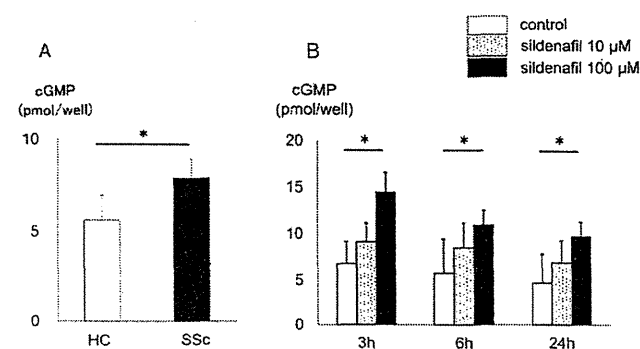 control
sildenafil 10 μM
sildenafil 100 μM
A
cGMP
(pmol/well)
10
5
0
*
HC
SSc
B
cGMP
(pmol/well)
20
15
10
5
0
*
*
*
3h
6h
24h